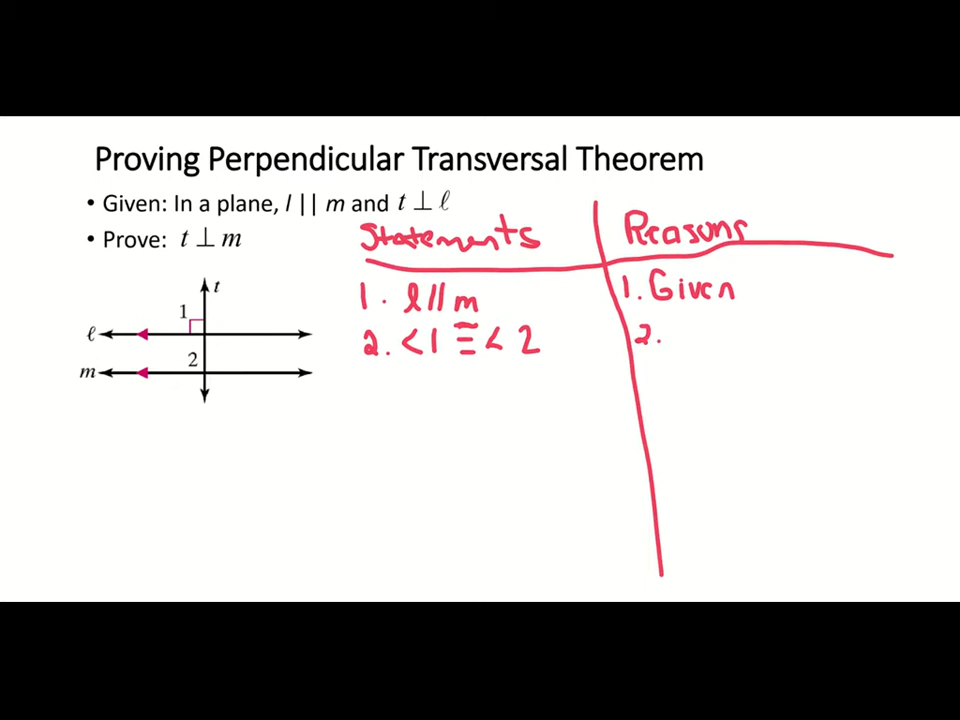 Proving Perpendicular Transversal Theorem
• Given: In a plane, l || m and t ⊥ ℓ
• Prove: t ⊥ m
Statements
Reasons
1. l // m
1. Given
2. <1 ≅ < 2
2.
t
1
ℓ
2
m